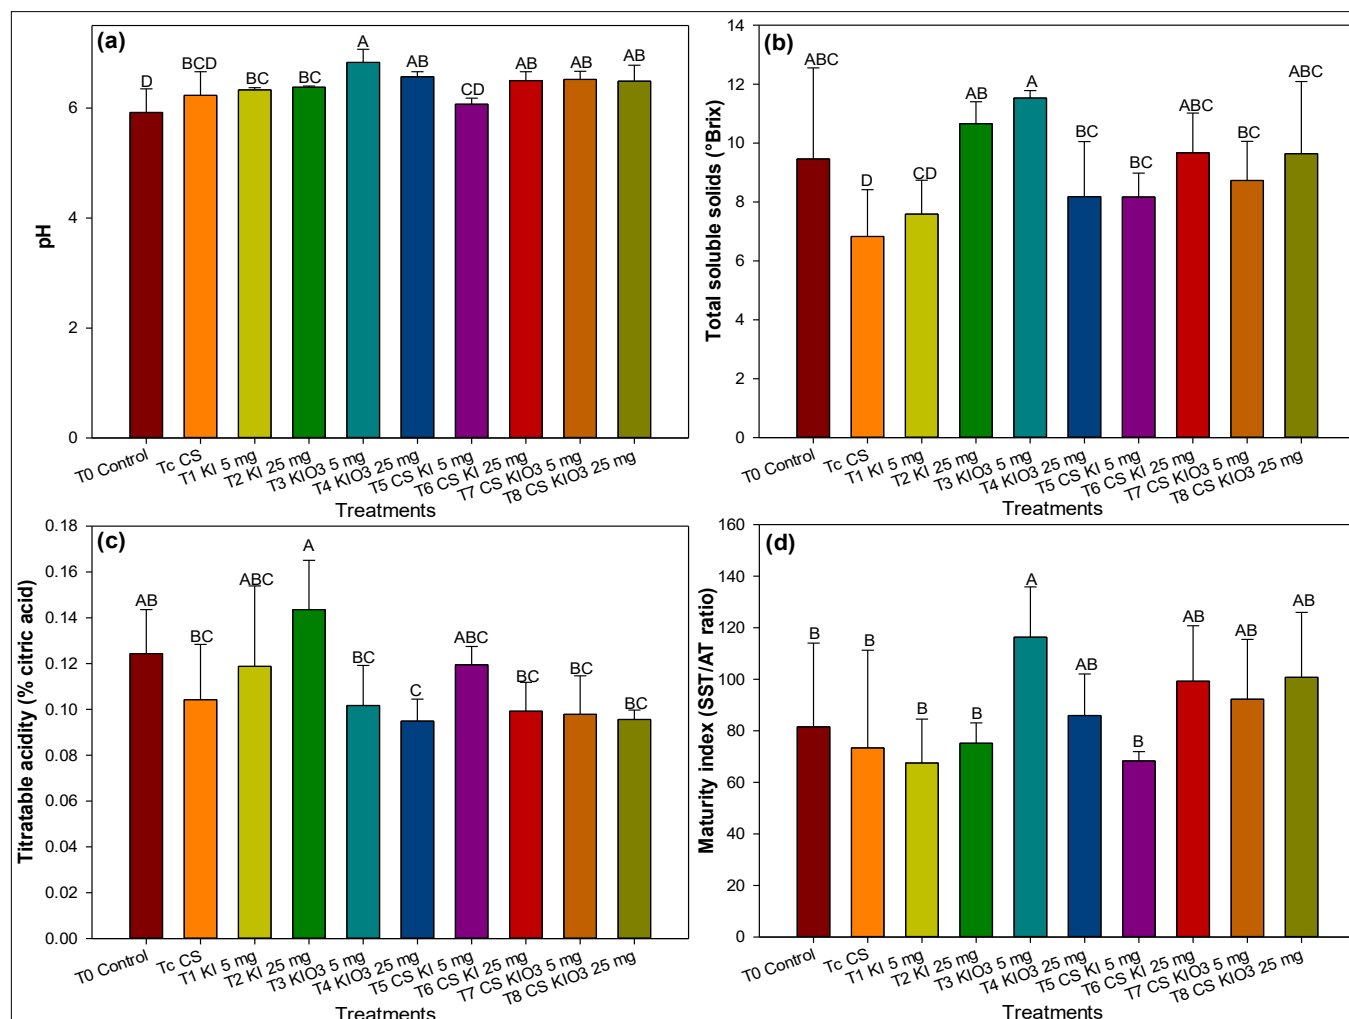 (a)
pH
8
6
4
2
0
D
BCD
BC
BC
A
AB
CD
AB
AB
AB
T0 Control
Tc CS
T1 KI 5 mg
T2 KI 25 mg
T3 KIO3 5 mg
T4 KIO3 25 mg
T5 CS KI 5 mg
T6 CS KI 25 mg
T7 CS KIO3 5 mg
T8 CS KIO3 25 mg
Treatments
(b)
Total soluble solids (°Brix)
14
12
10
8
6
4
2
0
ABC
D
CD
AB
A
BC
BC
ABC
BC
ABC
T0 Control
Tc CS
T1 KI 5 mg
T2 KI 25 mg
T3 KIO3 5 mg
T4 KIO3 25 mg
T5 CS KI 5 mg
T6 CS KI 25 mg
T7 CS KIO3 5 mg
T8 CS KIO3 25 mg
Treatments
(c)
Titratable acidity (% citric acid)
0.18
0.16
0.14
0.12
0.10
0.08
0.06
0.04
0.02
0.00
AB
BC
ABC
A
BC
C
ABC
BC
BC
BC
T0 Control
Tc CS
T1 KI 5 mg
T2 KI 25 mg
T3 KIO3 5 mg
T4 KIO3 25 mg
T5 CS KI 5 mg
T6 CS KI 25 mg
T7 CS KIO3 5 mg
T8 CS KIO3 25 mg
Treatments
(d)
Maturity index (SST/AT ratio)
160
140
120
100
80
60
40
20
0
B
B
B
B
A
AB
B
AB
AB
AB
T0 Control
Tc CS
T1 KI 5 mg
T2 KI 25 mg
T3 KIO3 5 mg
T4 KIO3 25 mg
T5 CS KI 5 mg
T6 CS KI 25 mg
T7 CS KIO3 5 mg
T8 CS KIO3 25 mg
Treatments